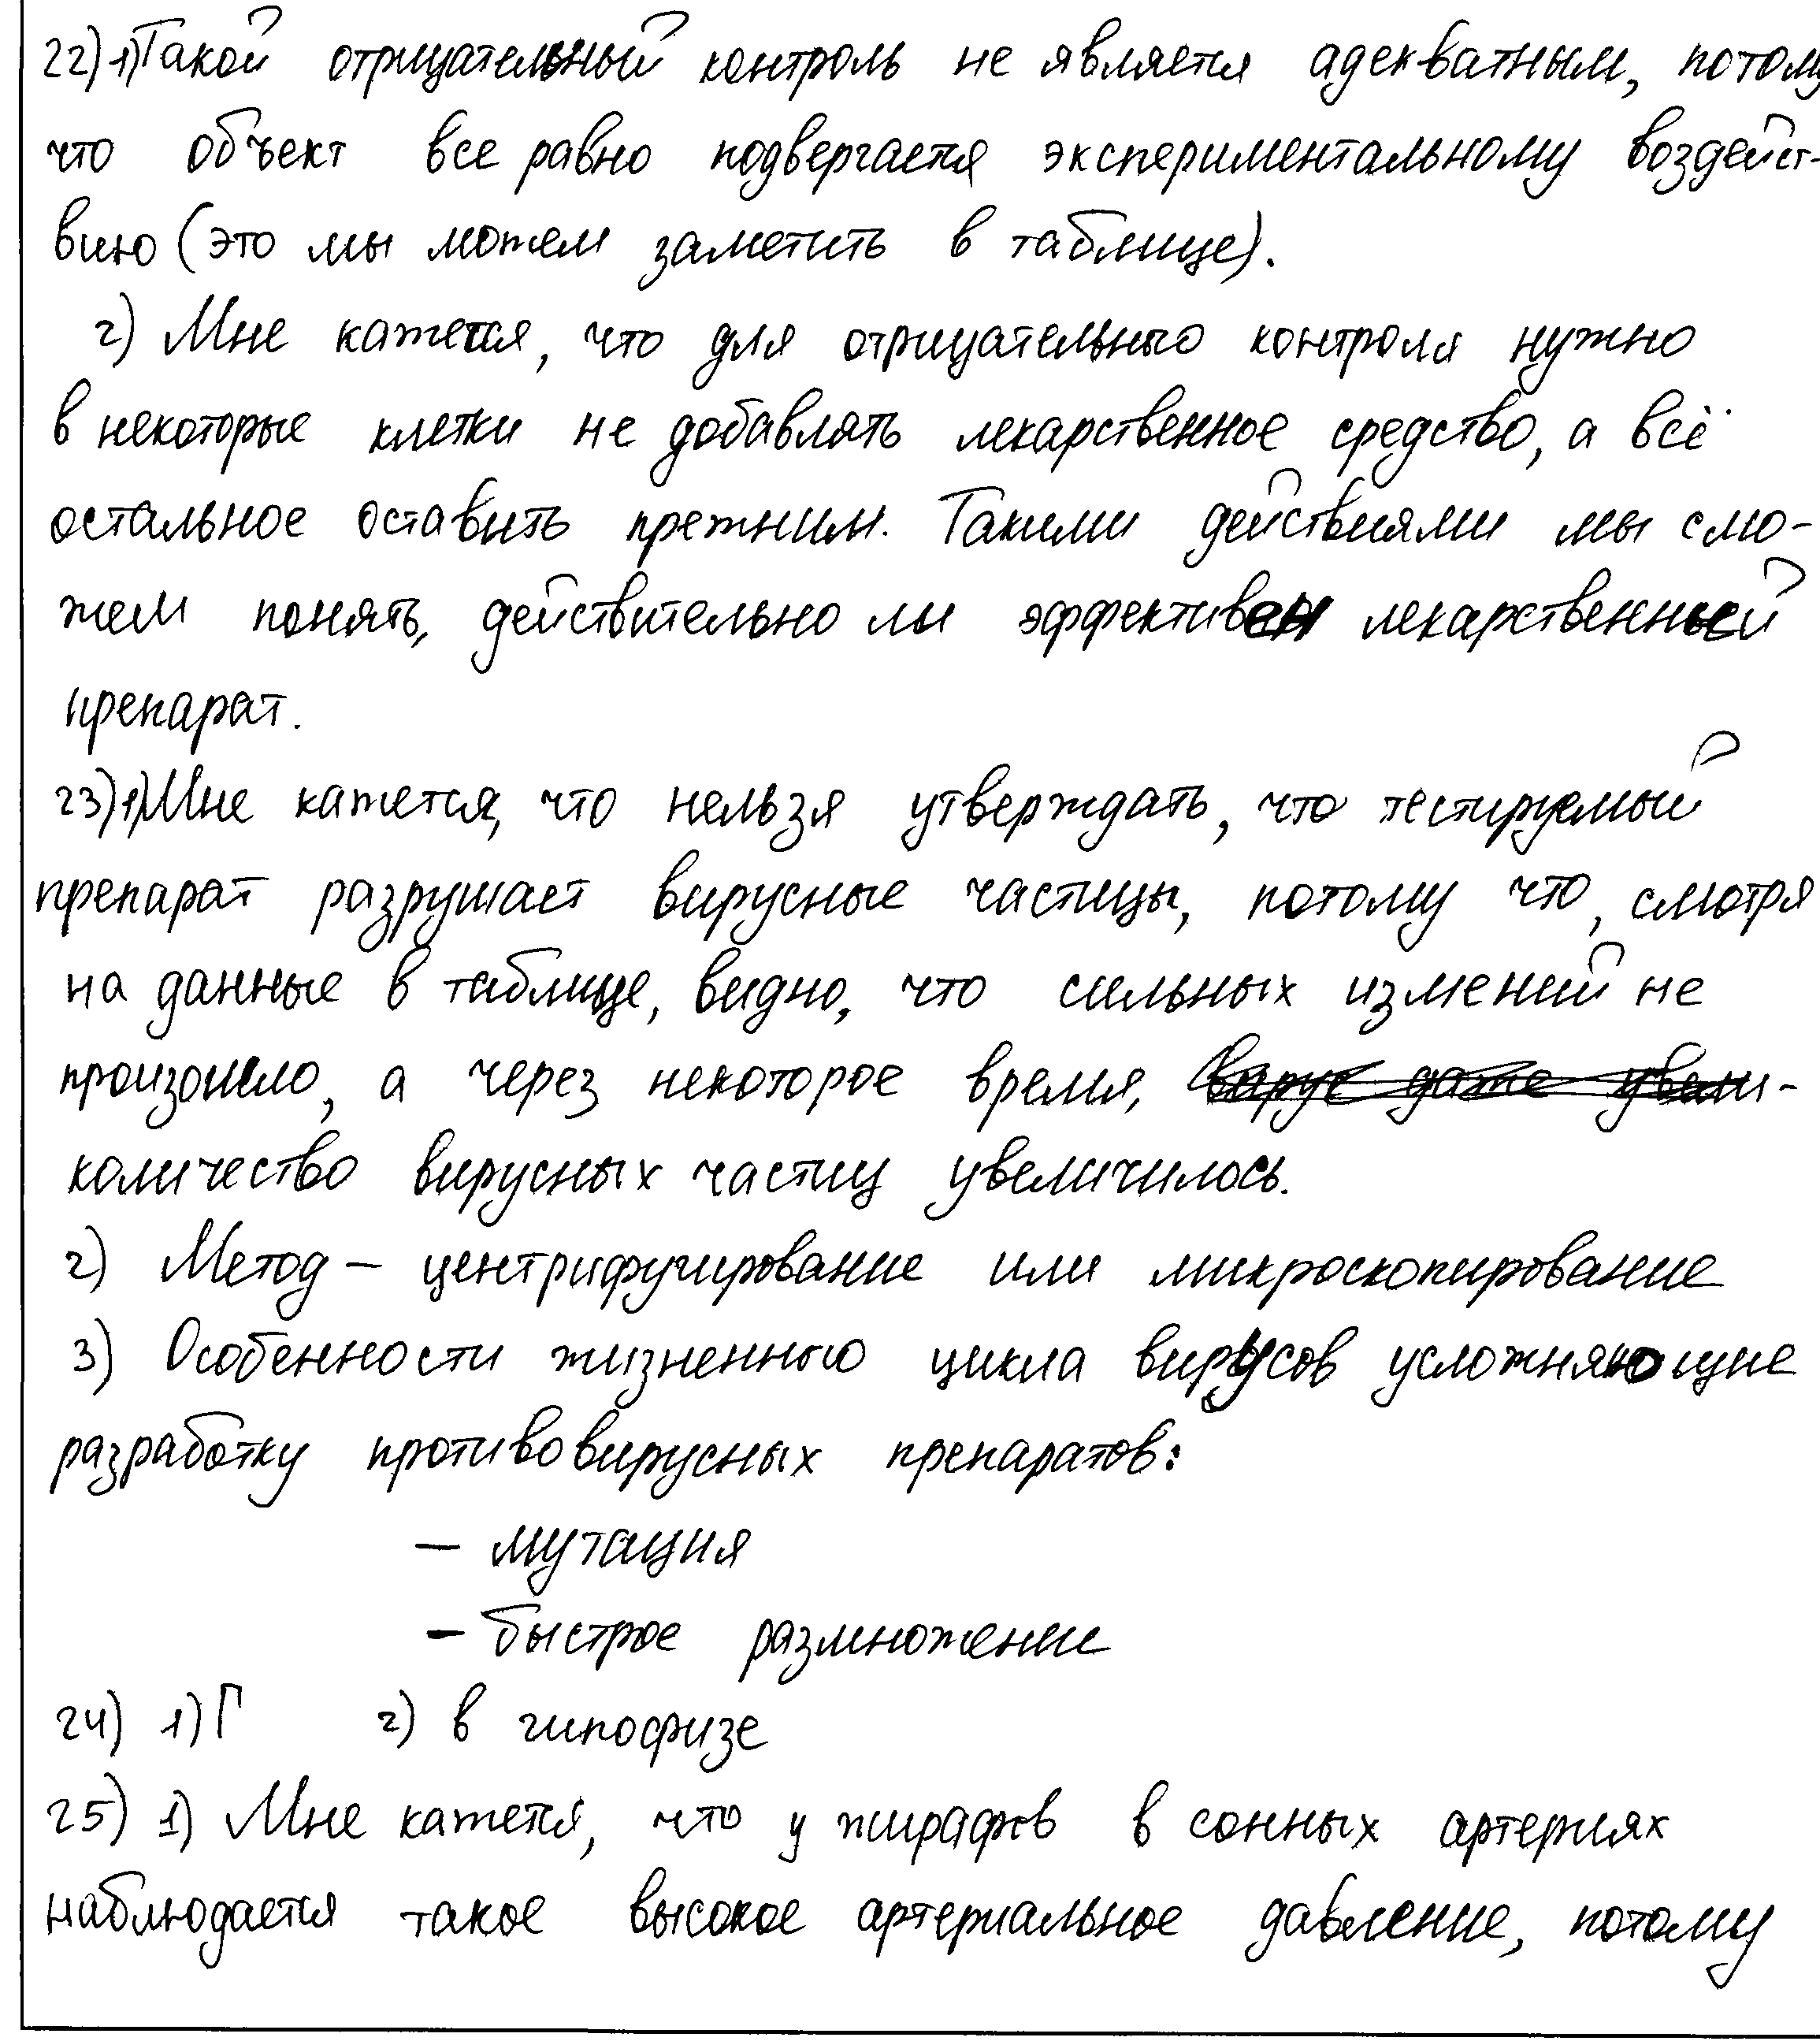 22) 1) Такой отрицательный контроль не является адекватным, потому
что объект все равно подвергается экспериментальному воздейст-
вию (это мы можем заметить в таблице).
2) Мне кажется, что для отрицательного контроля нужно
в некоторые клетки не добавлять лекарственное средство, а всё
остальное оставить прежним. Такими действиями мы смо-
жем понять, действительно ли эффективен лекарственный
препарат.
23) 1) Мне кажется, что нельзя утверждать, что тестируемый
препарат разрушает вирусные частицы, потому что, смотря
на данные в таблице, видно, что сильных измений не
произошло, а через некоторое время, вирус даже увели-
количество вирусных частиц увеличилось.
2) Метод – центрифугирование или микроскопирование
3) Особенности жизненного цикла вирусов усложняющие
разработку противовирусных препаратов:
– мутация
– быстрое размножение
24) 1) Г 2) в гипофизе
25) 1) Мне кажется, что у жирафов в сонных артериях
наблюдается такое высокое артериальное давление, потому